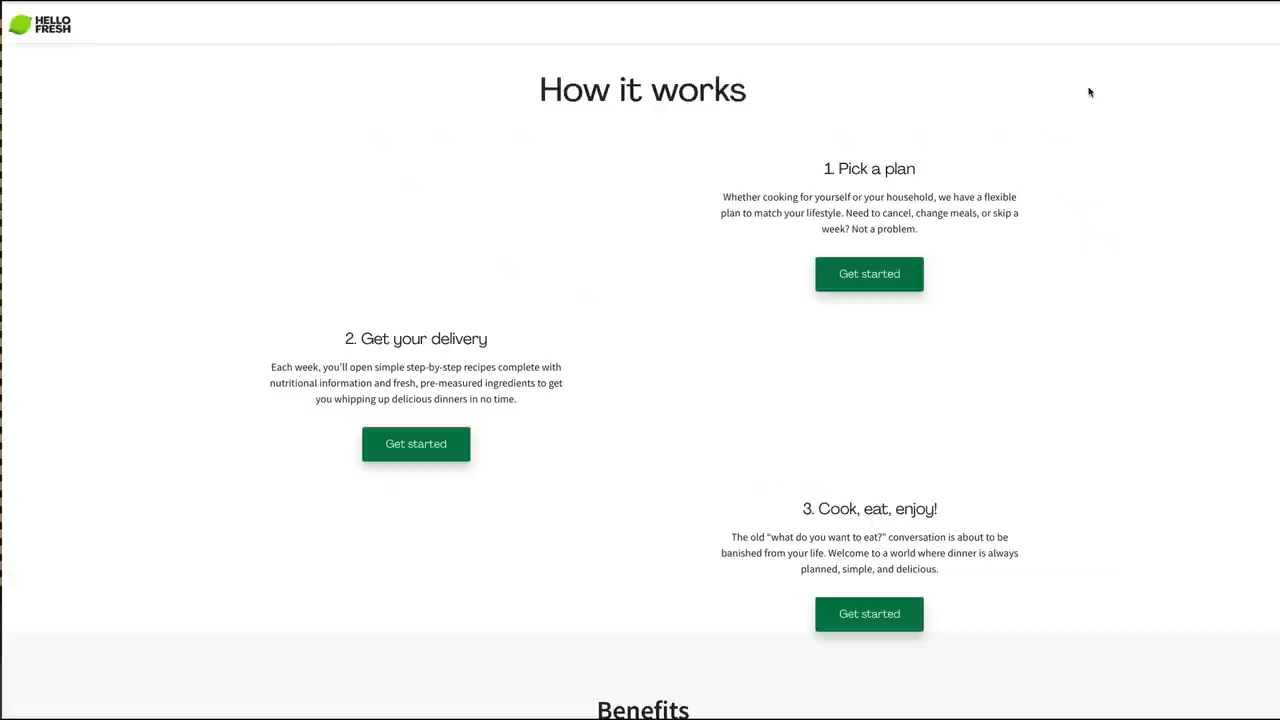 HELLO
FRESH
How it works
1. Pick a plan
Whether cooking for yourself or your household, we have a flexible
plan to match your lifestyle. Need to cancel, change meals, or skip a
week? Not a problem.
Get started
2. Get your delivery
Each week, you’ll open simple step-by-step recipes complete with
nutritional information and fresh, pre-measured ingredients to get
you whipping up delicious dinners in no time.
Get started
3. Cook, eat, enjoy!
The old “what do you want to eat?” conversation is about to be
banished from your life. Welcome to a world where dinner is always
planned, simple, and delicious.
Get started
Benefits